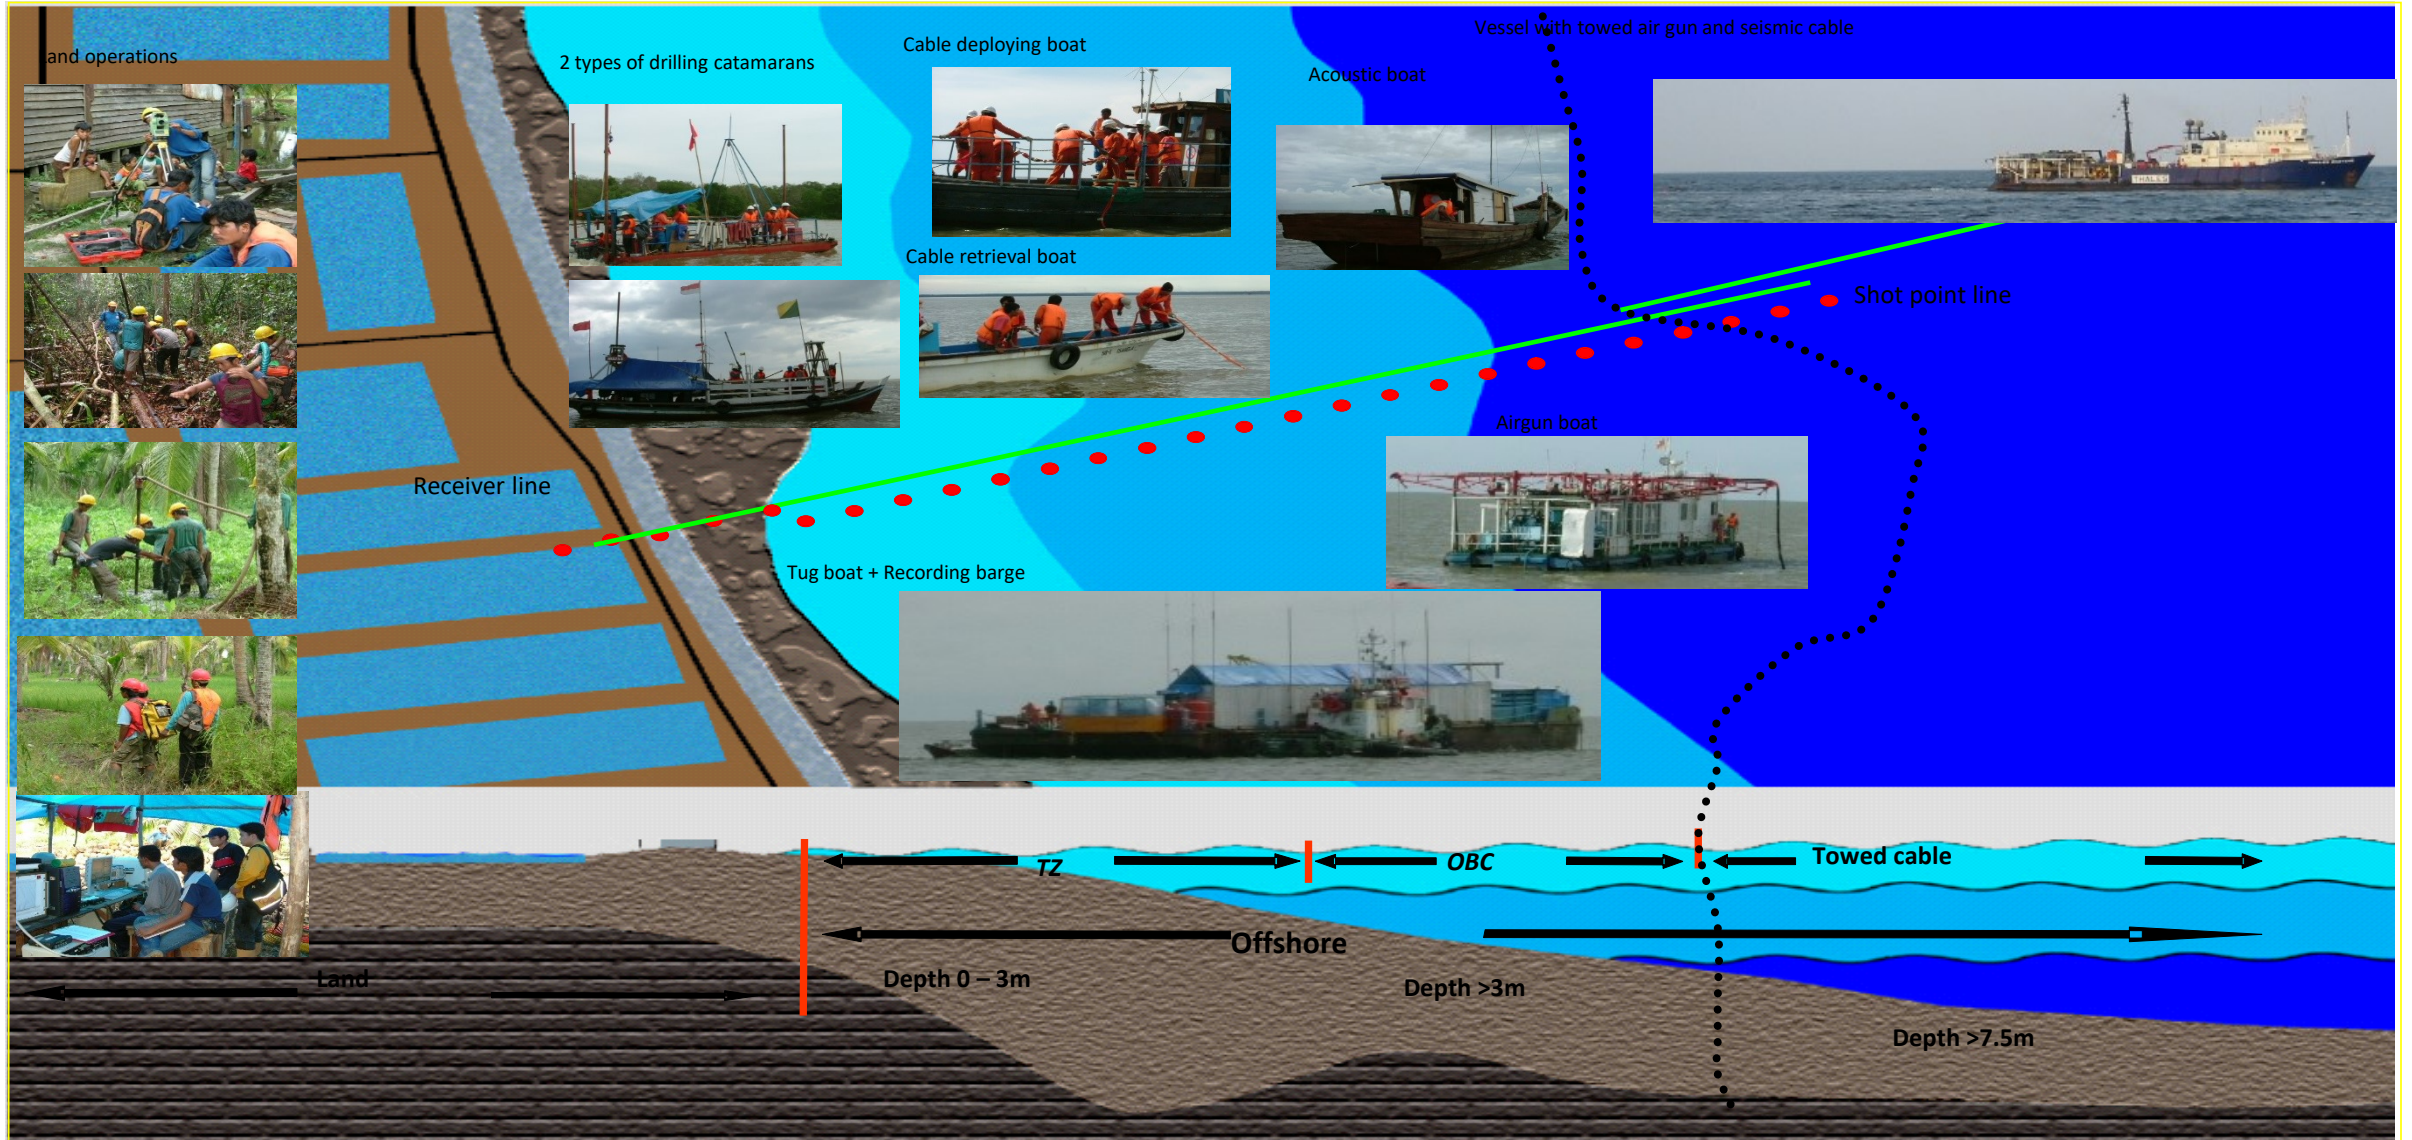 and operations
2 types of drilling catamarans
Cable deploying boat
Acoustic boat
Vessel with towed air gun and seismic cable
THALES
Cable retrieval boat
Shot point line
Airgun boat
Receiver line
Tug boat + Recording barge
TZ
OBC
Towed cable
Offshore
Land
Depth 0 – 3m
Depth >3m
Depth >7.5m